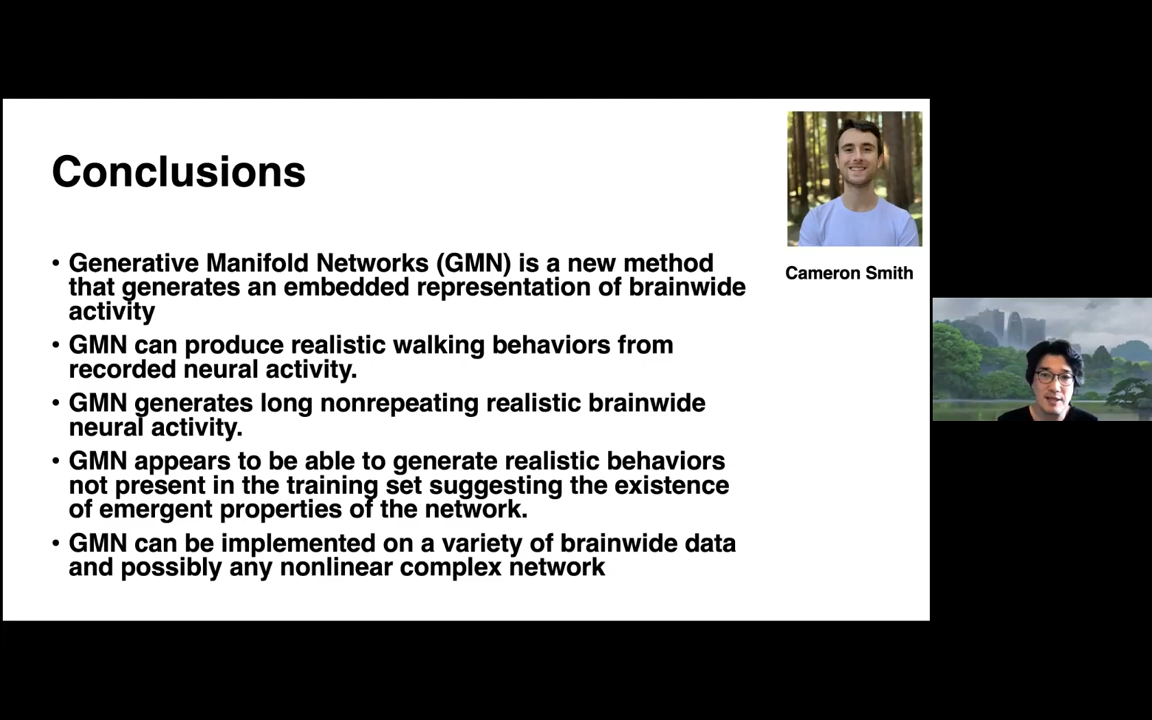 Conclusions
• Generative Manifold Networks (GMN) is a new method
that generates an embedded representation of brainwide
activity
• GMN can produce realistic walking behaviors from
recorded neural activity.
• GMN generates long nonrepeating realistic brainwide
neural activity.
• GMN appears to be able to generate realistic behaviors
not present in the training set suggesting the existence
of emergent properties of the network.
• GMN can be implemented on a variety of brainwide data
and possibly any nonlinear complex network
Cameron Smith